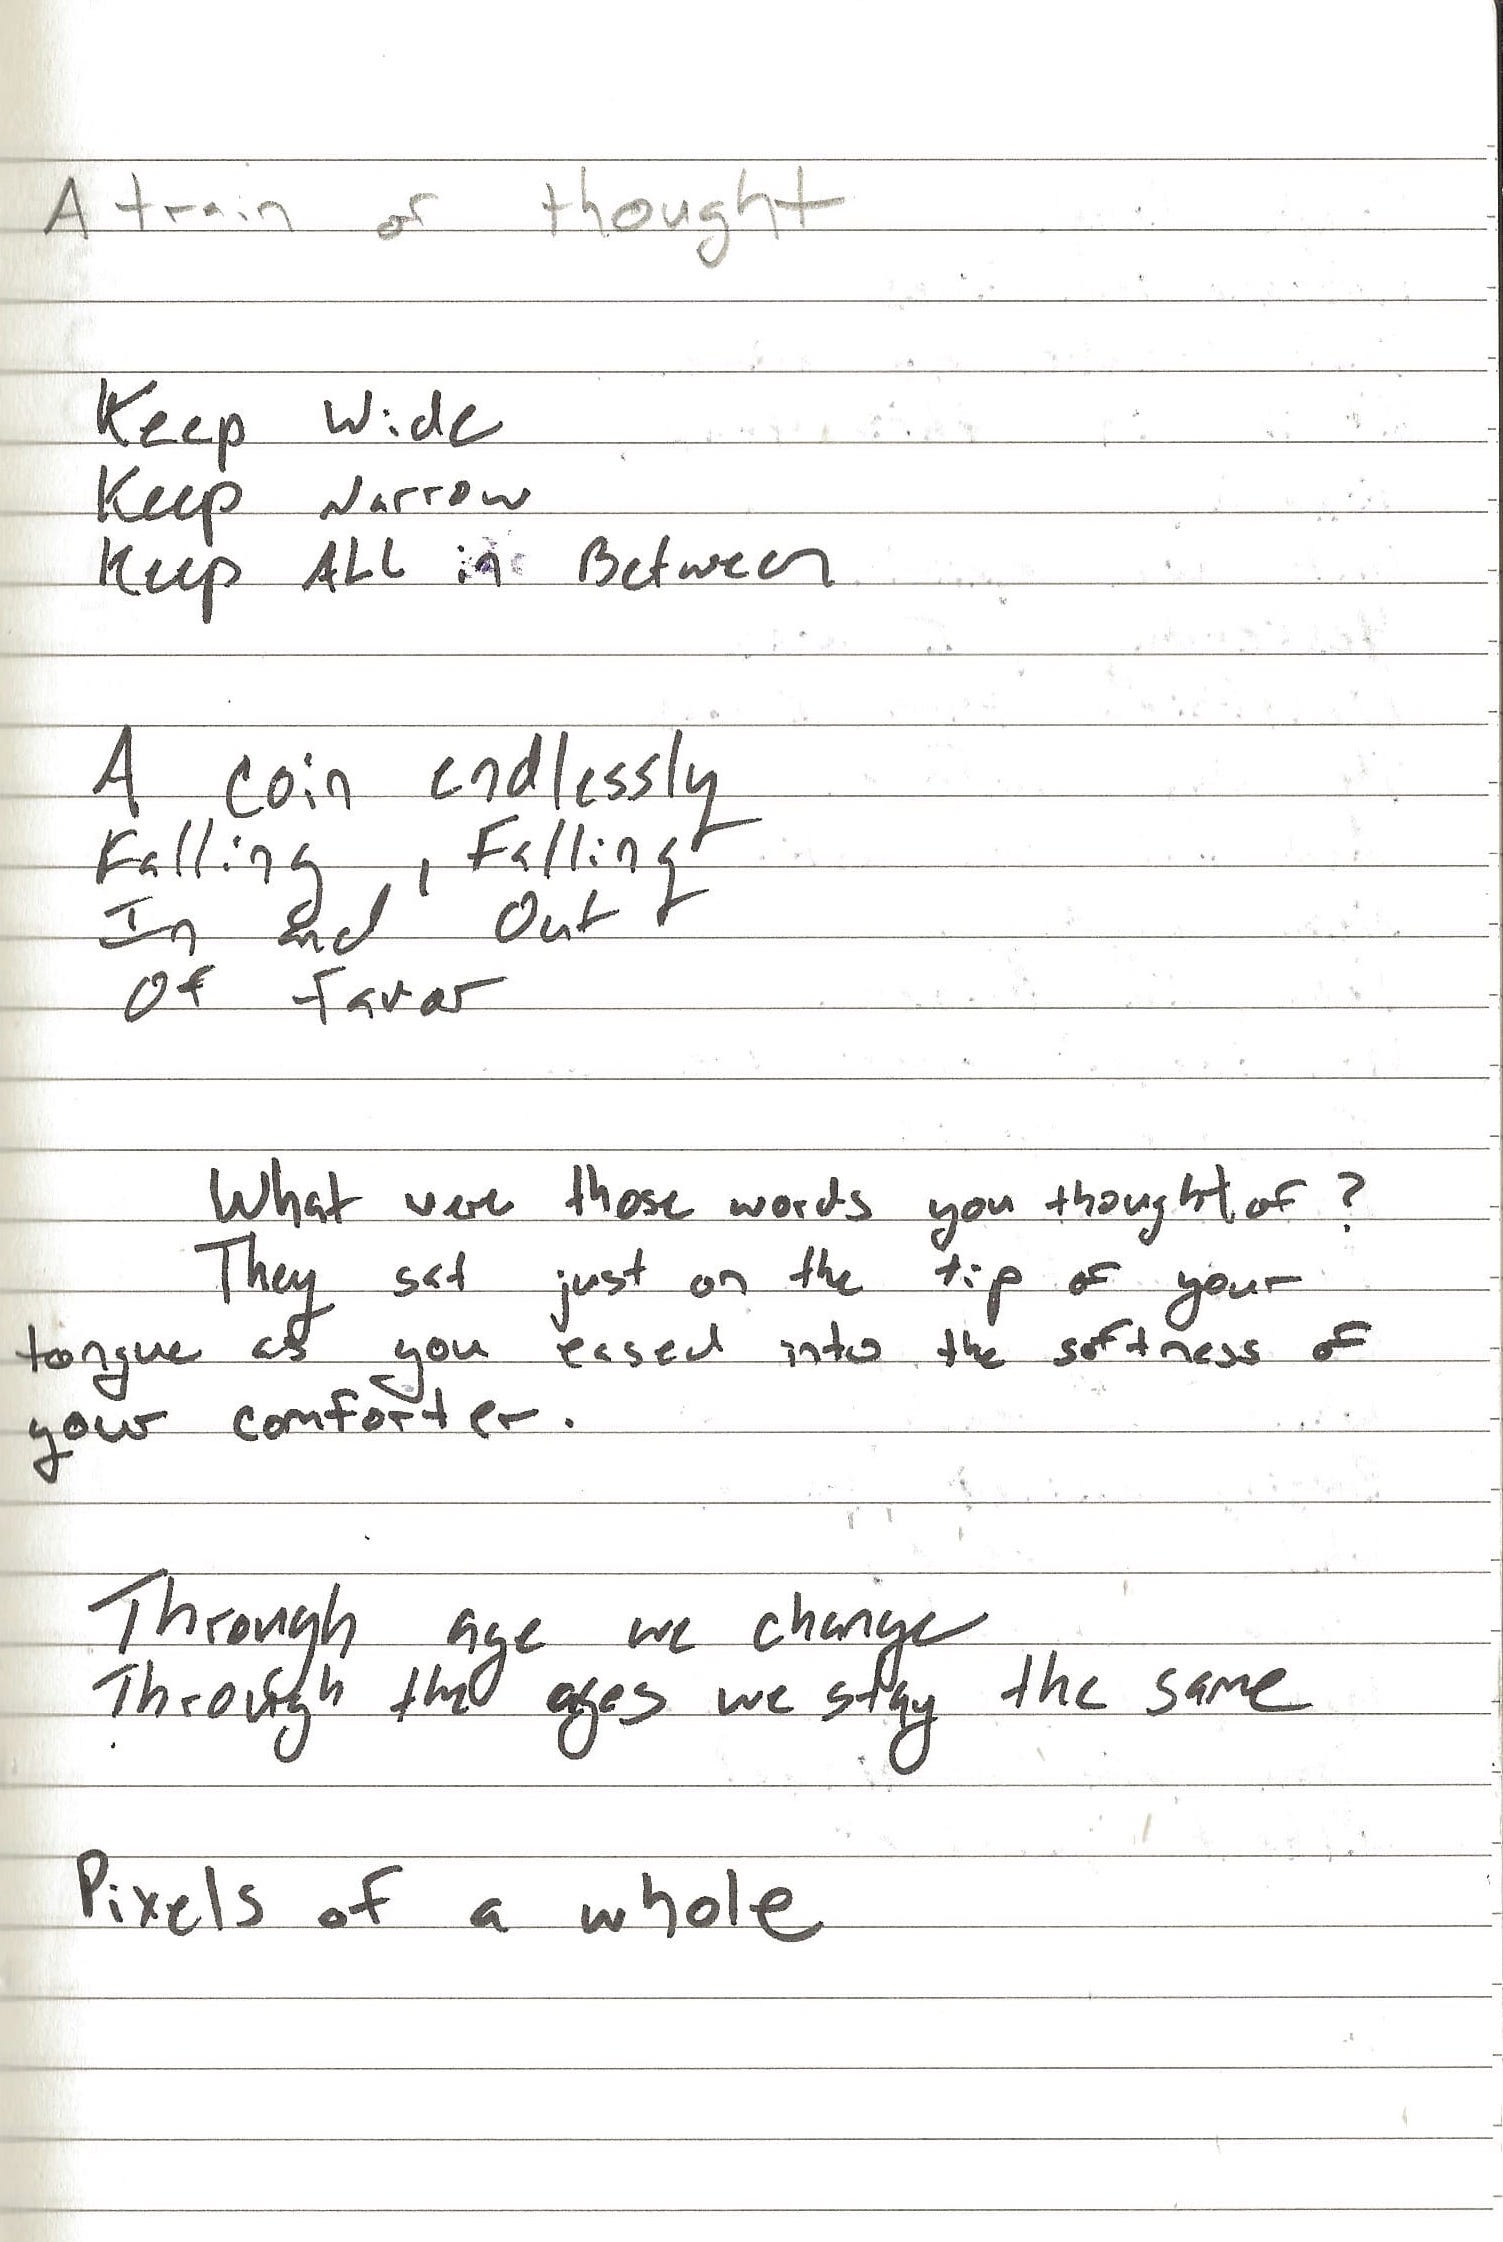 A train of thought
Keep Wide
Keep Narrow
Keep ALL in Between
A coin endlessly
Falling, Falling
In and Out
Of favor
What were those words you thought of?
They sat just on the tip of your
tongue as you eased into the softness of
your comforter.
Through age we change
Through the ages we stay the same
Pixels of a whole